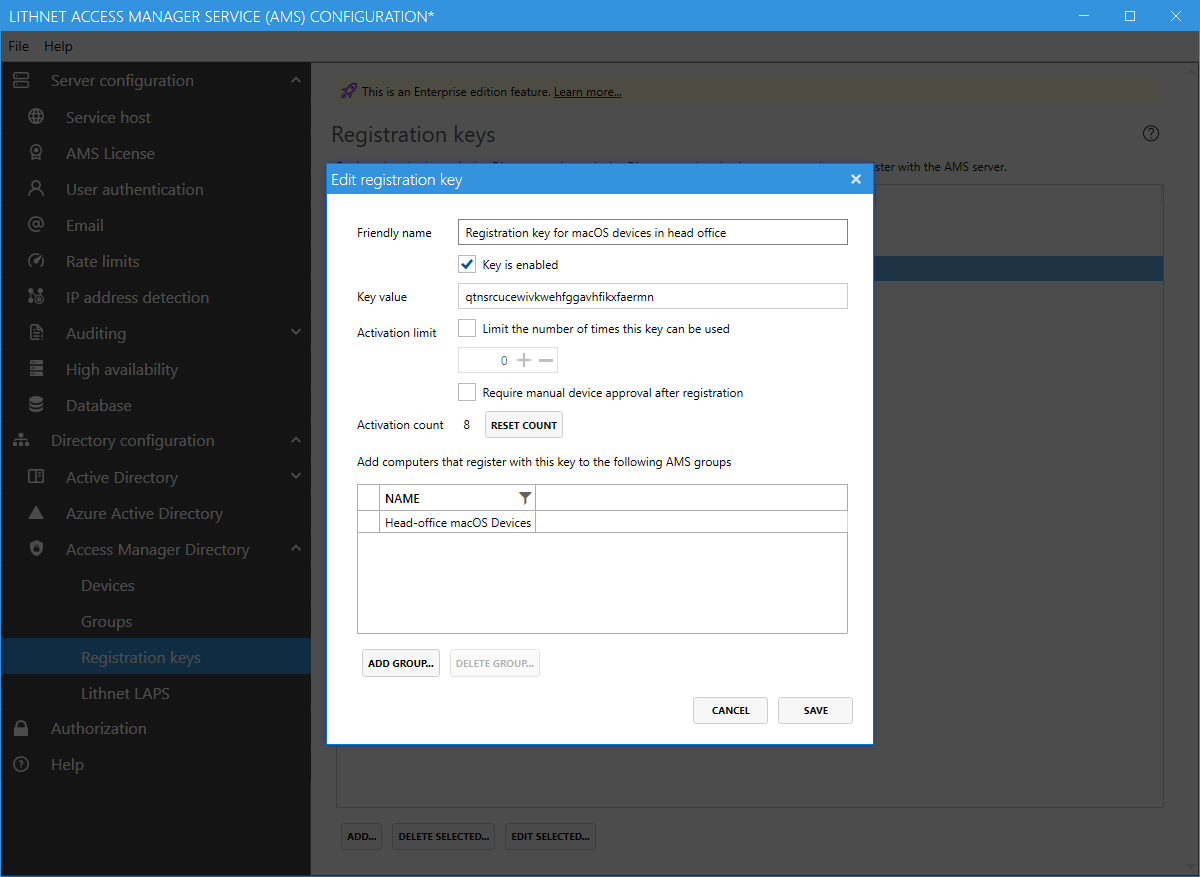 LITHNET ACCESS MANAGER SERVICE (AMS) CONFIGURATION*
File Help
Server configuration
Service host
AMS License
User authentication
Email
Rate limits
IP address detection
Auditing
High availability
Database
Directory configuration
Active Directory
Azure Active Directory
Access Manager Directory
Devices
Groups
Registration keys
Lithnet LAPS
Authorization
Help
This is an Enterprise edition feature. Learn more...
Registration keys
with the AMS server.
Edit registration key
Friendly name Registration key for macOS devices in head office
Key is enabled
Key value qtnsrcucewivkwehfggavhfikxfaermn
Activation limit Limit the number of times this key can be used
0
Require manual device approval after registration
Activation count 8 RESET COUNT
Add computers that register with this key to the following AMS groups
NAME
Head-office macOS Devices
ADD GROUP... DELETE GROUP...
CANCEL SAVE
ADD... DELETE SELECTED... EDIT SELECTED...